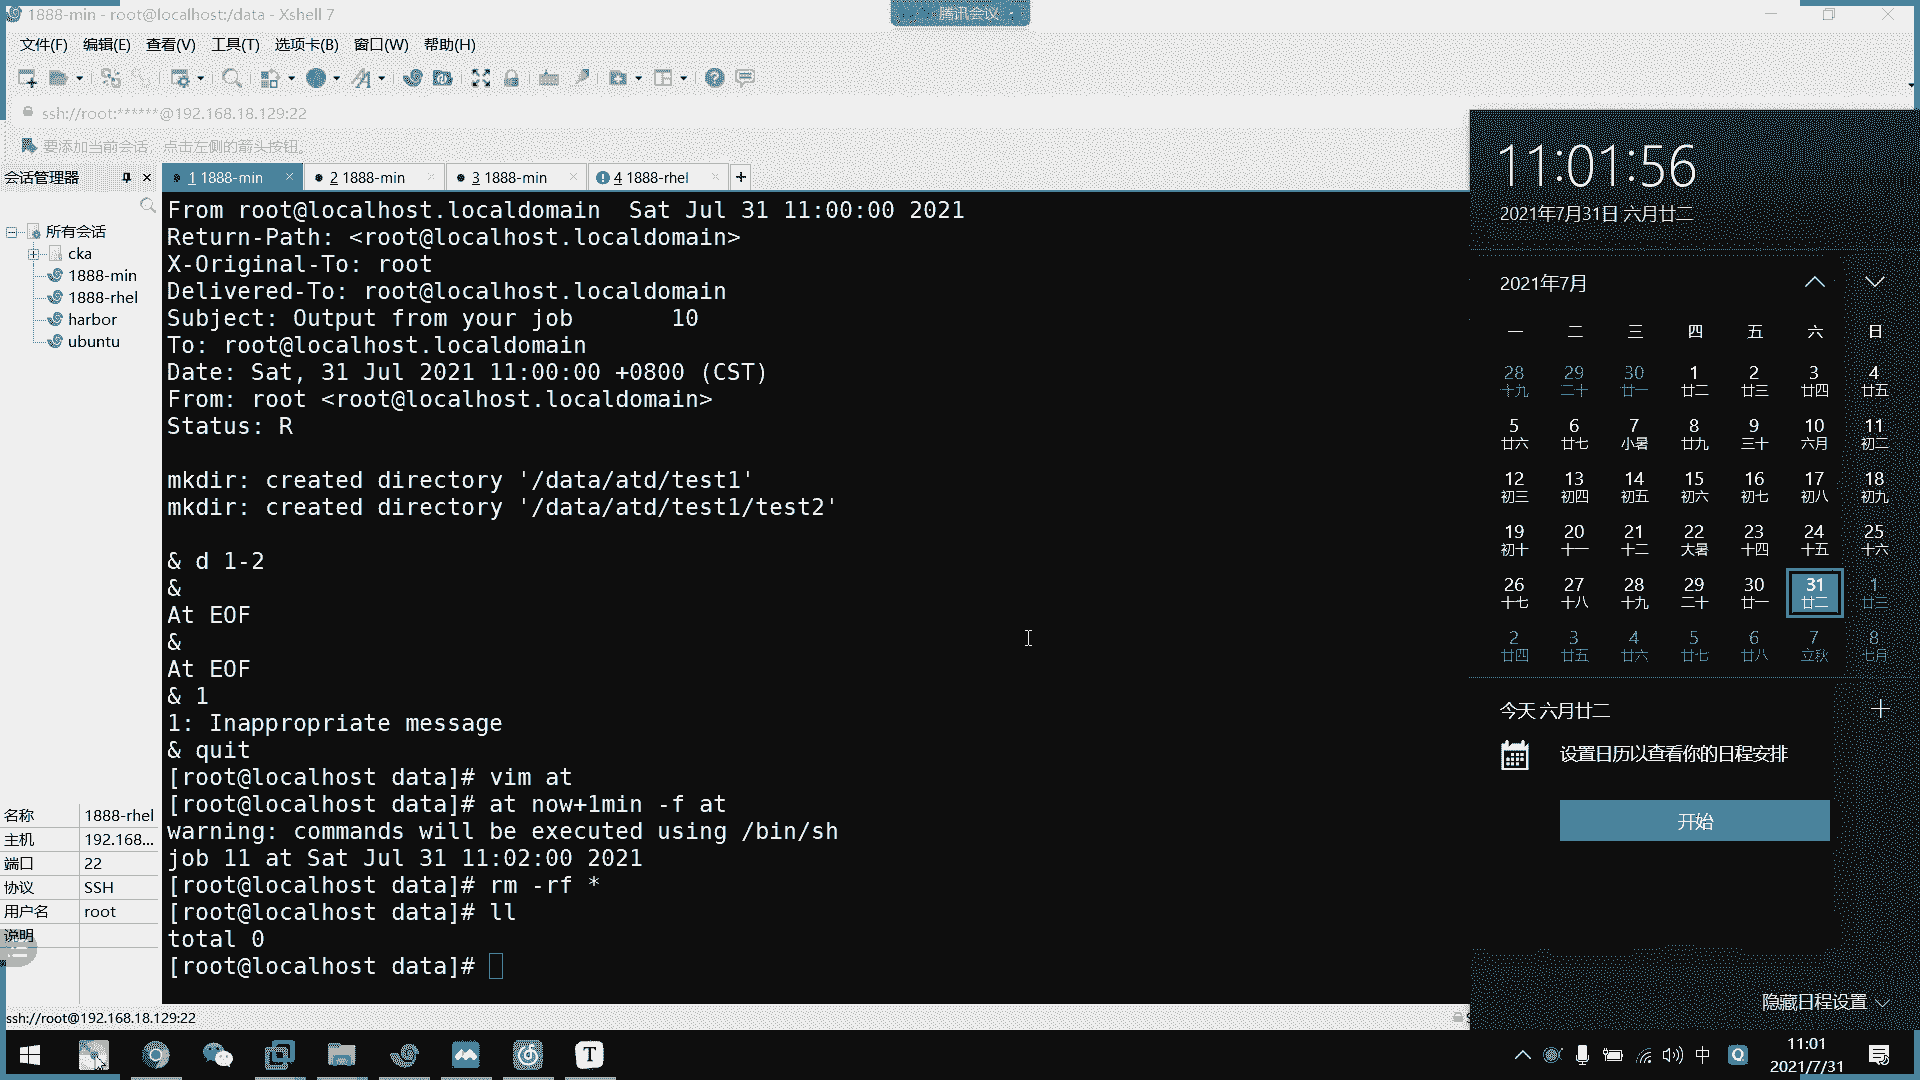 1888-min - root@localhost:/data - Xshell 7
腾讯会议
文件(F) 编辑(E) 查看(V) 工具(T) 选项卡(B) 窗口(W) 帮助(H)
ssh://root:******@192.168.18.129:22
要添加当前会话，点击左侧的箭头按钮。
会话管理器
1 1888-min
2 1888-min
3 1888-min
4 1888-rhel
所有会话
cka
1888-min
1888-rhel
harbor
ubuntu
名称 1888-rhel
主机 192.168...
端口 22
协议 SSH
用户名 root
说明
From root@localhost.localdomain  Sat Jul 31 11:00:00 2021
Return-Path: <root@localhost.localdomain>
X-Original-To: root
Delivered-To: root@localhost.localdomain
Subject: Output from your job       10
To: root@localhost.localdomain
Date: Sat, 31 Jul 2021 11:00:00 +0800 (CST)
From: root <root@localhost.localdomain>
Status: R
mkdir: created directory '/data/atd/test1'
mkdir: created directory '/data/atd/test1/test2'
& d 1-2
&
At EOF
&
At EOF
& 1
1: Inappropriate message
& quit
[root@localhost data]# vim at
[root@localhost data]# at now+1min -f at
warning: commands will be executed using /bin/sh
job 11 at Sat Jul 31 11:02:00 2021
[root@localhost data]# rm -rf *
[root@localhost data]# ll
total 0
[root@localhost data]#
ssh://root@192.168.18.129:22
11:01:56
2021年7月31日 六月廿二
2021年7月
一 二 三 四 五 六 日
28 29 30 1 2 3 4
十九 二十 廿一 廿二 廿三 廿四 廿五
5 6 7 8 9 10 11
廿六 廿七 小暑 廿九 三十 六月 初二
12 13 14 15 16 17 18
初三 初四 初五 初六 初七 初八 初九
19 20 21 22 23 24 25
初十 十一 十二 大暑 十四 十五 十六
26 27 28 29 30 31 1
十七 十八 十九 二十 廿一 廿二 廿三
2 3 4 5 6 7 8
廿四 廿五 廿六 廿七 廿八 立秋 七月
今天 六月廿二
设置日历以查看你的日程安排
开始
隐藏日程设置
T
中
Q
11:01
2021/7/31